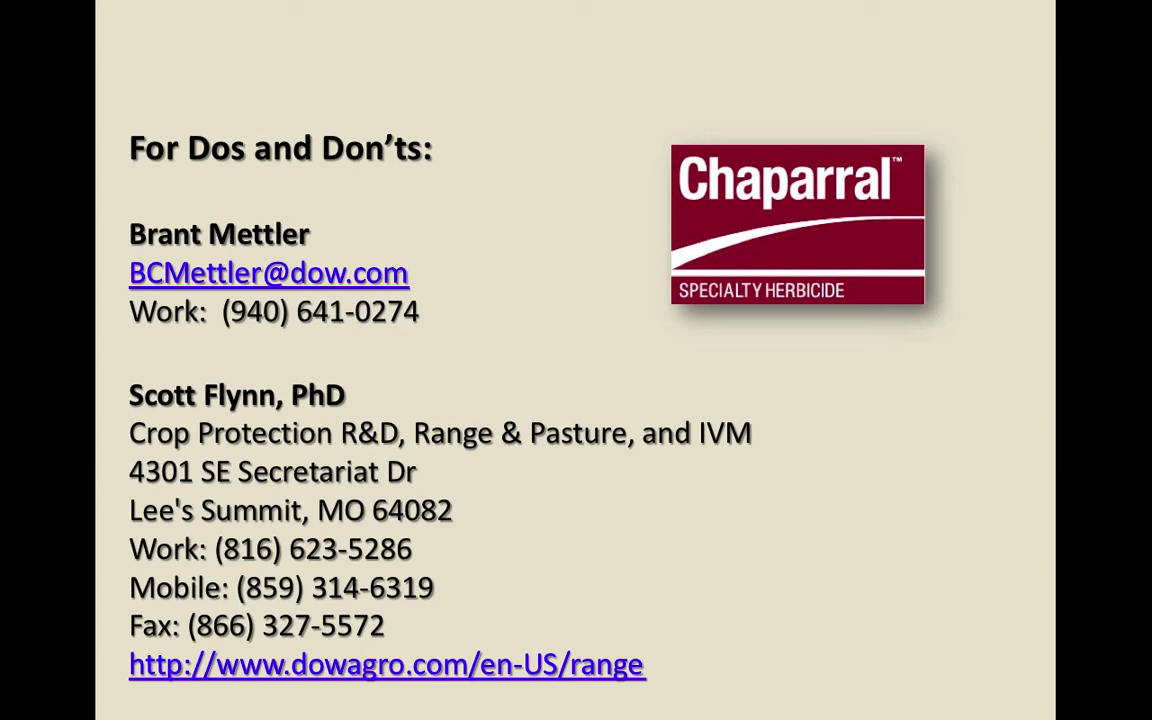 For Dos and Don’ts:
Chaparral™
SPECIALTY HERBICIDE
Brant Mettler
BCMettler@dow.com
Work:  (940) 641-0274
Scott Flynn, PhD
Crop Protection R&D, Range & Pasture, and IVM
4301 SE Secretariat Dr
Lee's Summit, MO 64082
Work: (816) 623-5286
Mobile: (859) 314-6319
Fax: (866) 327-5572
http://www.dowagro.com/en-US/range